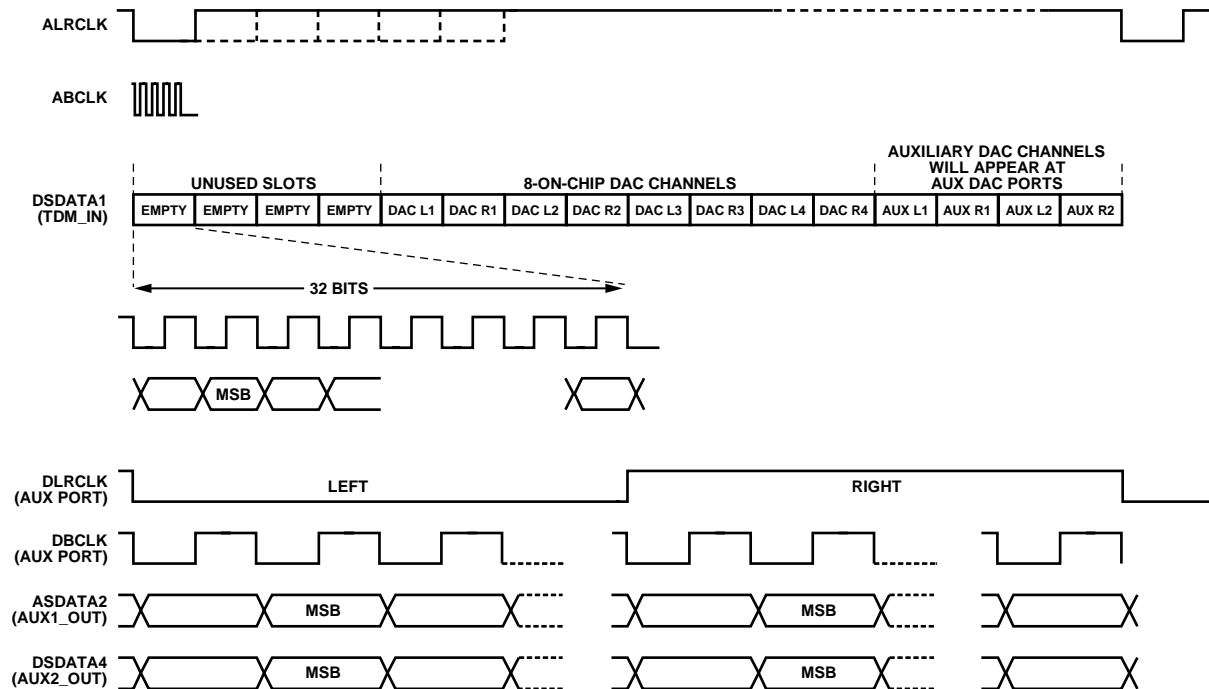 ALRCLK
ABCLK
AUXILIARY DAC CHANNELS
WILL APPEAR AT
AUX DAC PORTS
UNUSED SLOTS
8-ON-CHIP DAC CHANNELS
DSDATA1
(TDM_IN)
EMPTY EMPTY EMPTY EMPTY DAC L1 DAC R1 DAC L2 DAC R2 DAC L3 DAC R3 DAC L4 DAC R4 AUX L1 AUX R1 AUX L2 AUX R2
32 BITS
MSB
DLRCLK
(AUX PORT)
LEFT RIGHT
DBCLK
(AUX PORT)
ASDATA2
(AUX1_OUT)
MSB MSB
DSDATA4
(AUX2_OUT)
MSB MSB